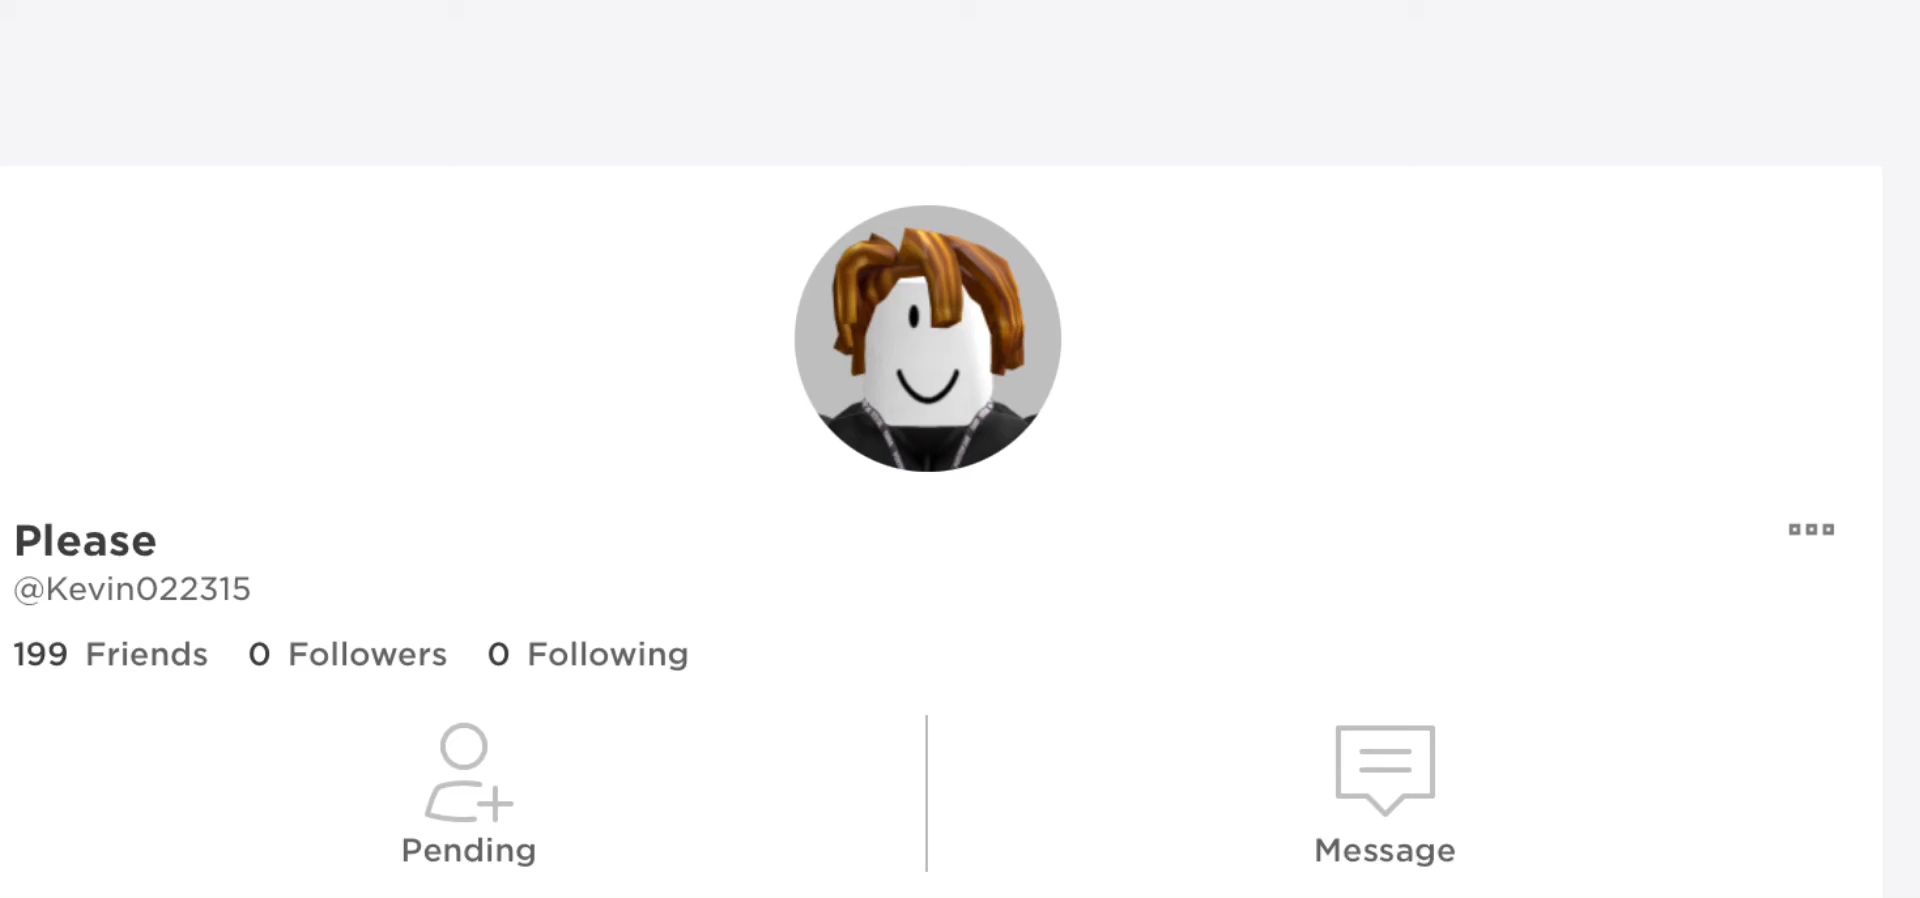 Please
@Kevin022315
199 Friends 0 Followers 0 Following
Pending
Message